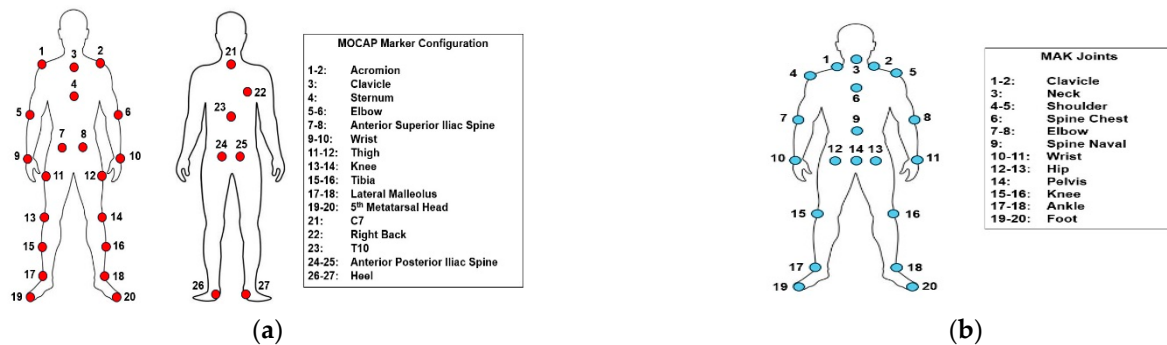 1
3
2
4
5
6
7
8
9
10
11
12
13
14
15
16
17
18
19
20
21
22
23
24
25
26
27
MOCAP Marker Configuration
1-2: Acromion
3: Clavicle
4: Sternum
5-6: Elbow
7-8: Anterior Superior Iliac Spine
9-10: Wrist
11-12: Thigh
13-14: Knee
15-16: Tibia
17-18: Lateral Malleolus
19-20: 5th Metatarsal Head
21: C7
22: Right Back
23: T10
24-25: Anterior Posterior Iliac Spine
26-27: Heel
(a)
1
2
3
4
5
6
7
8
9
10
12
14
13
11
15
16
17
18
19
20
MAK Joints
1-2: Clavicle
3: Neck
4-5: Shoulder
6: Spine Chest
7-8: Elbow
9: Spine Naval
10-11: Wrist
12-13: Hip
14: Pelvis
15-16: Knee
17-18: Ankle
19-20: Foot
(b)